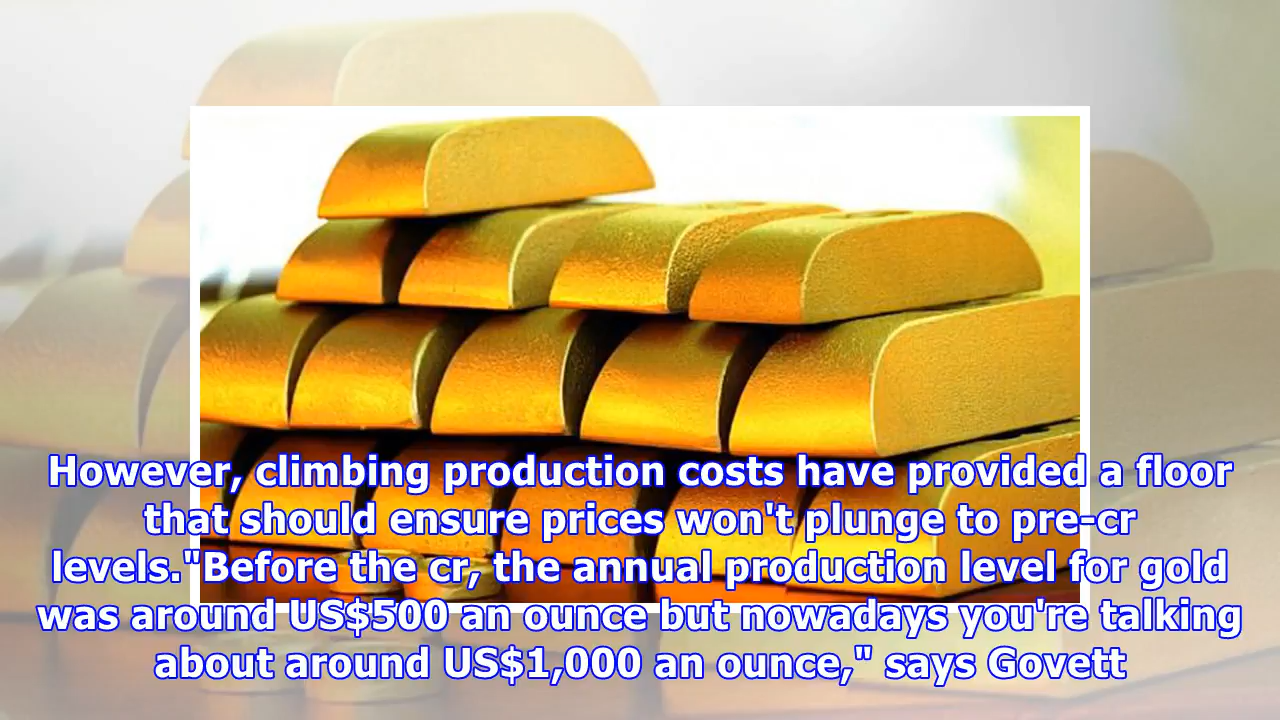 However, climbing production costs have provided a floor
that should ensure prices won't plunge to pre-cr
levels."Before the cr, the annual production level for gold
was around US$500 an ounce but nowadays you're talking
about around US$1,000 an ounce," says Govett